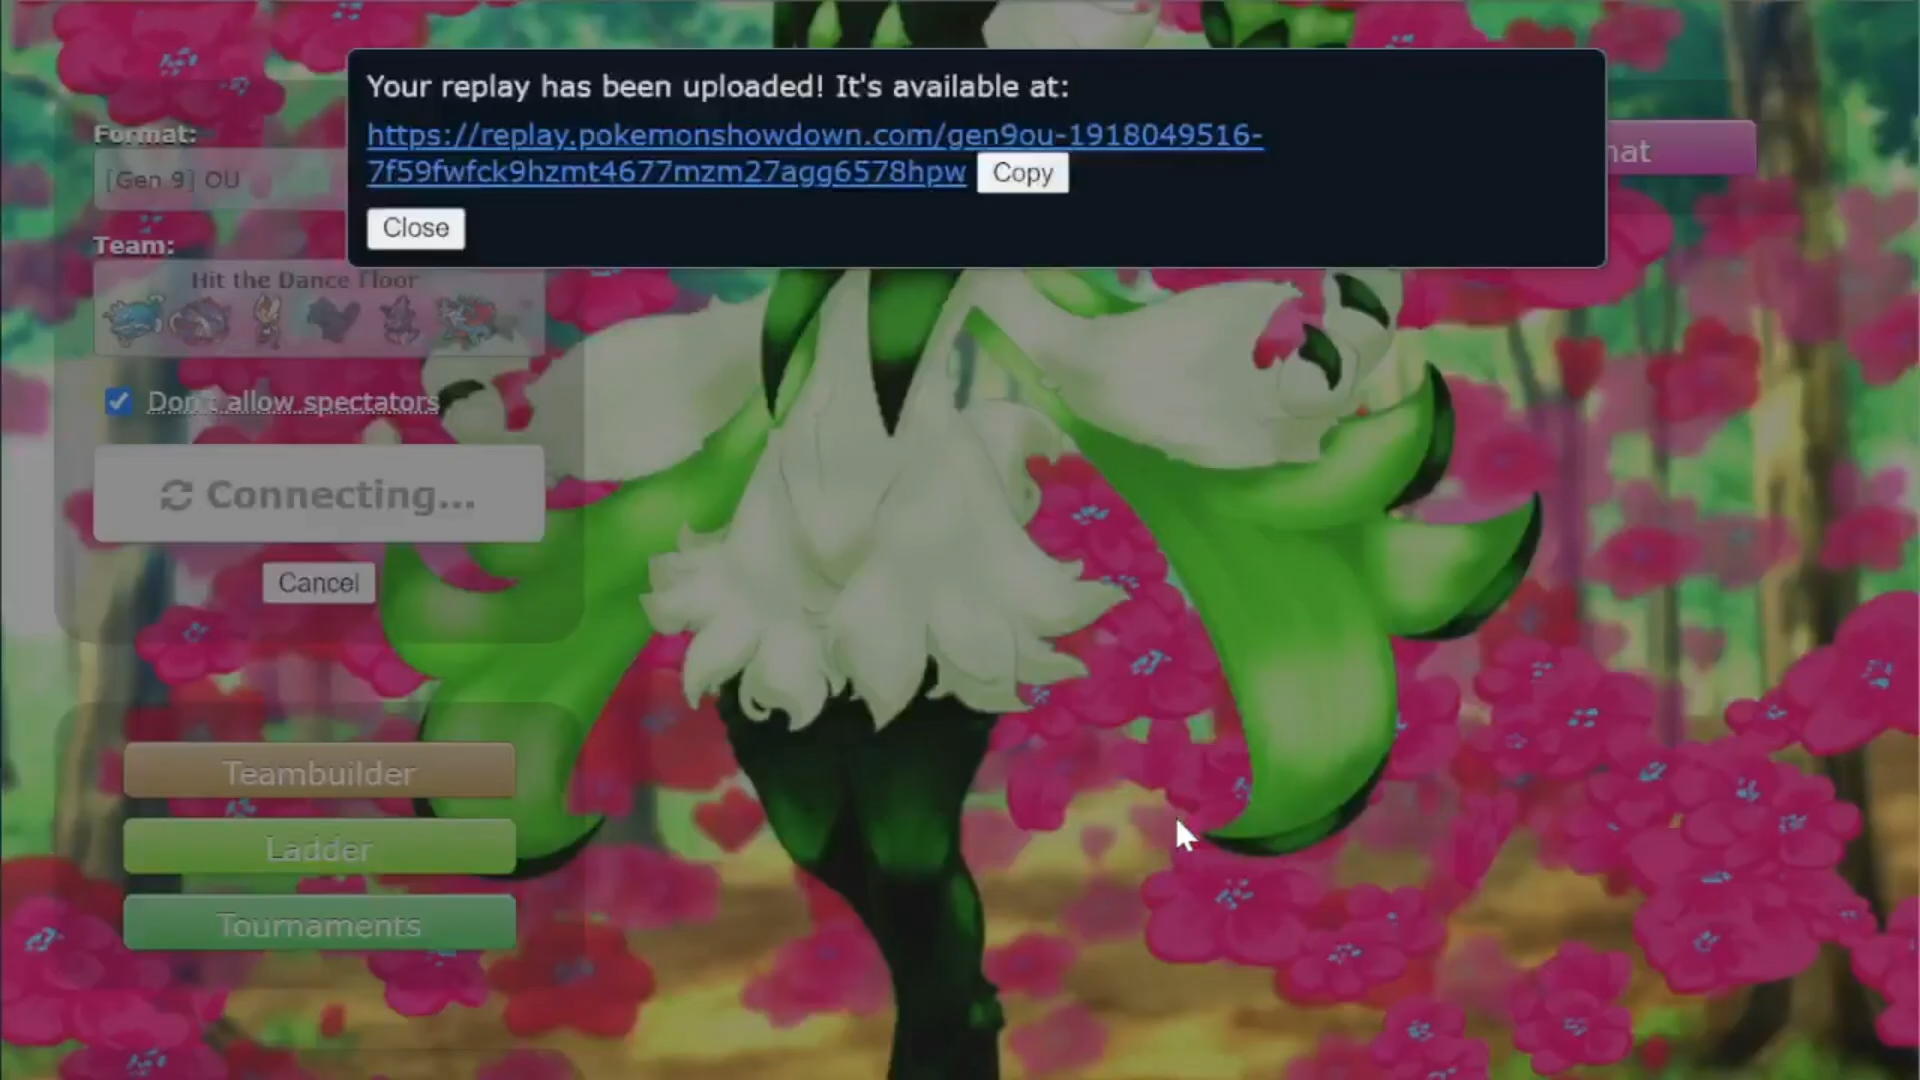 Your replay has been uploaded! It's available at:
https://replay.pokemonshowdown.com/gen9ou-1918049516-
7f59fwfck9hzmt4677mzm27agg6578hpw Copy
Close
Format:
[Gen 9] OU
Team:
Hit the Dance Floor
Don't allow spectators
Connecting...
Cancel
Teambuilder
Ladder
Tournaments